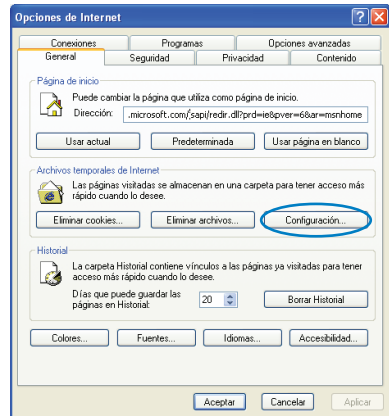 Opciones de Internet
Conexiones Programas Opciones avanzadas
General Seguridad Privacidad Contenido
Página de inicio
Puede cambiar la página que utiliza como página de inicio.
Dirección: .microsoft.com/sapi/redir.dll?prd=ie&pver=6&ar=msnhome
Usar actual Predeterminada Usar página en blanco
Archivos temporales de Internet
Las páginas visitadas se almacenan en una carpeta para tener acceso más
rápido cuando lo desee.
Eliminar cookies... Eliminar archivos... Configuración...
Historial
La carpeta Historial contiene vínculos a las páginas ya visitadas para tener
acceso más rápido cuando lo desee.
Días que puede guardar las
páginas en Historial: 20 Borrar Historial
Colores... Fuentes... Idiomas... Accesibilidad...
Aceptar Cancelar Aplicar